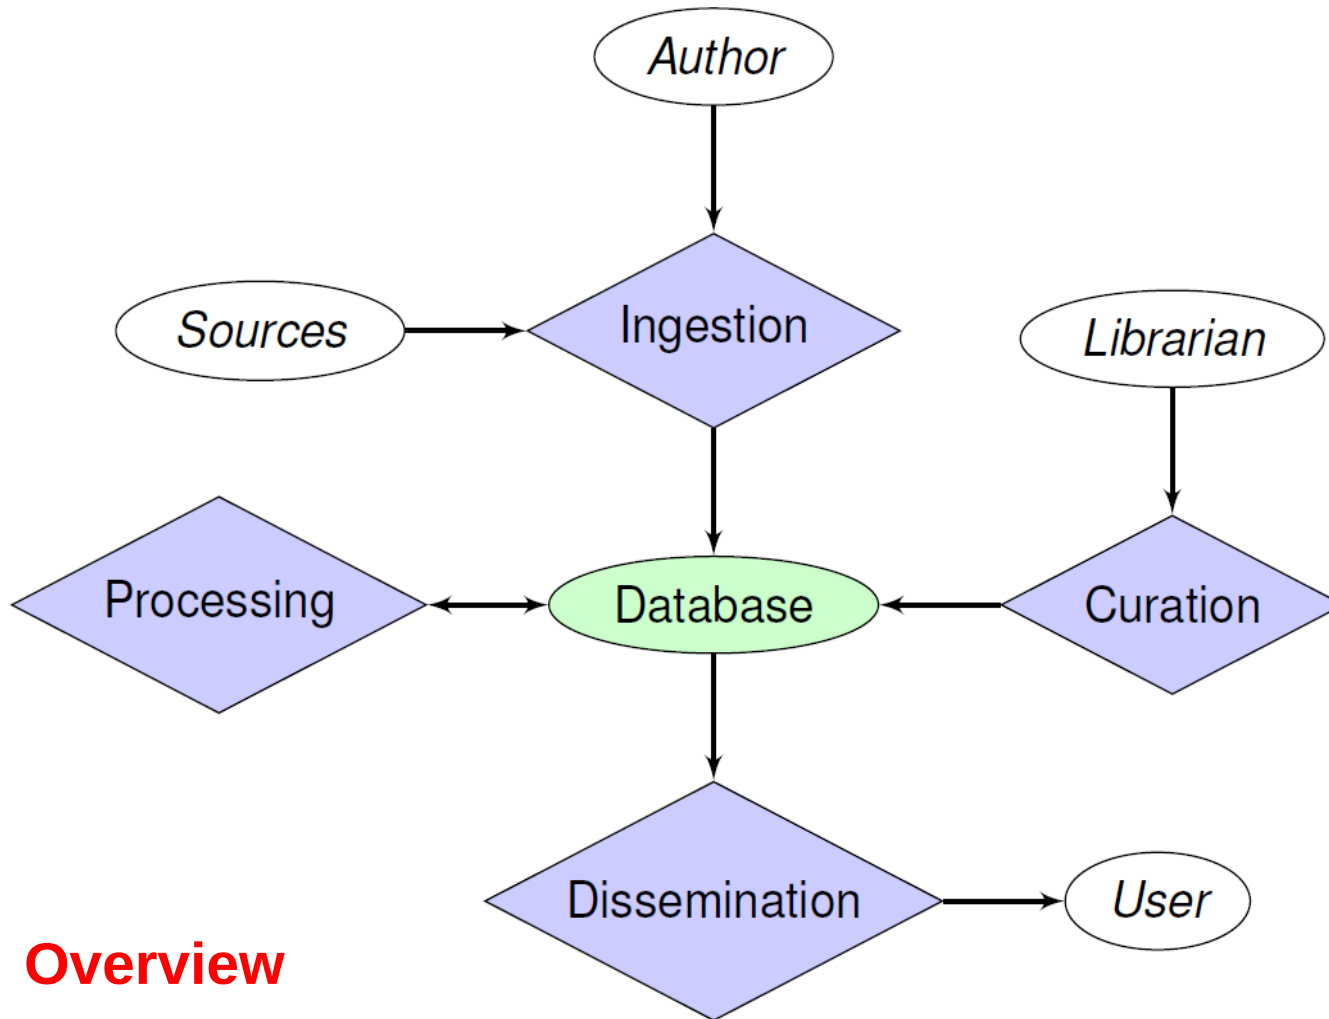 Author
Sources
Ingestion
Librarian
Processing
Database
Curation
Dissemination
User
Overview